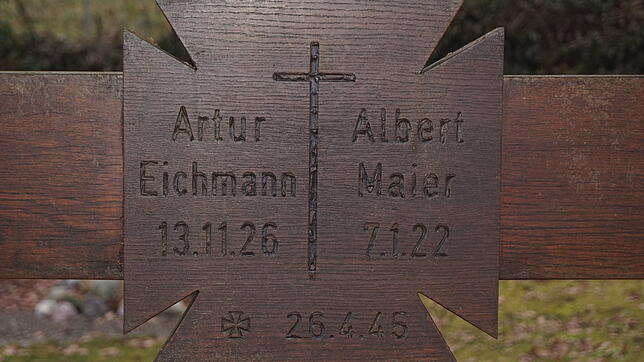 Artur
Eichmann
13.11.26
Albert
Maier
7.1.22
26.4.45